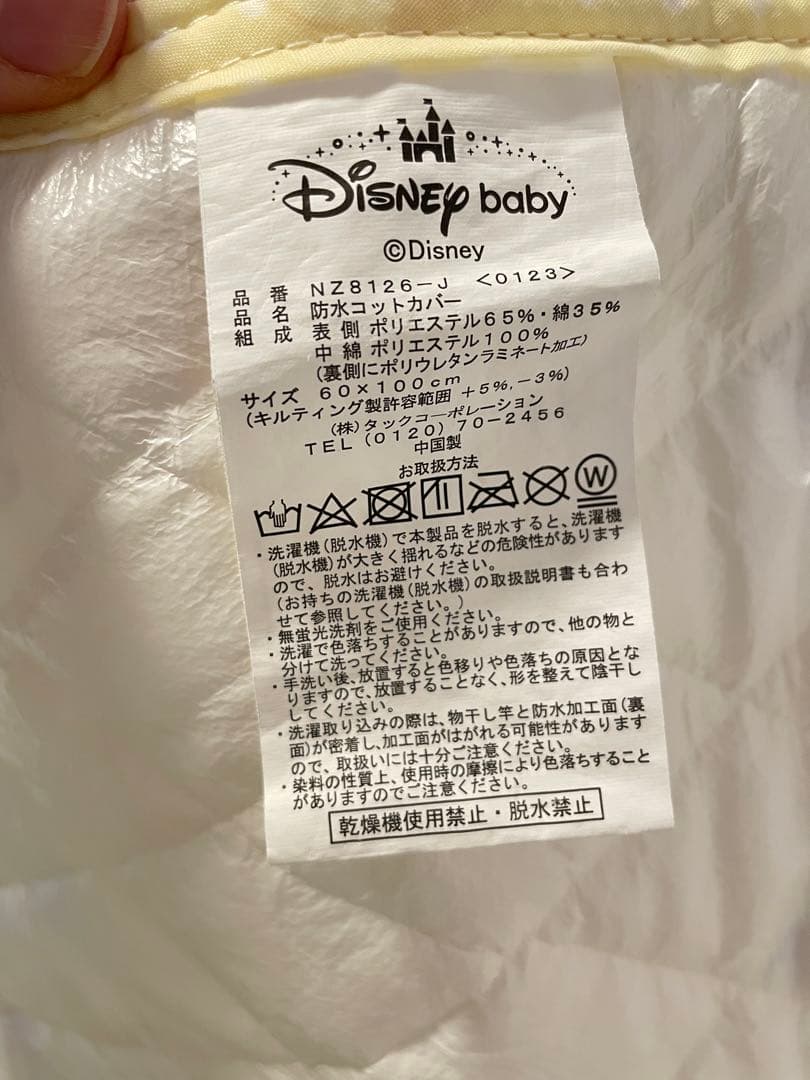 Disney baby
©Disney
品番 NZ8126-J <0123>
品名 防水コットカバー
組成 表側 ポリエステル65%・綿35%
中綿 ポリエステル100%
(裏側にポリウレタンラミネート加工)
サイズ 60×100cm
(キルティング製許容範囲 +5%,-3%)
(株)タックコーポレーション
TEL (0120) 70-2456
中国製
お取扱方法
W
・洗濯機(脱水機)で本製品を脱水すると、洗濯機
(脱水機)が大きく揺れるなどの危険性があります
ので、脱水はお避けください。
(お持ちの洗濯機(脱水機)の取扱説明書も合わ
せて参照してください。)
・無蛍光洗剤をご使用ください。
・洗濯で色落ちすることがありますので、他の物と
分けて洗ってください。
・手洗い後、放置すると色移りや色落ちの原因とな
りますので、放置することなく、形を整えて陰干し
してください。
・洗濯取り込みの際は、物干し竿と防水加工面(裏
面)が密着し、加工面がはがれる可能性があります
ので、取扱いには十分ご注意ください。
・染料の性質上、使用時の摩擦により色落ちすること
がありますのでご注意ください。
乾燥機使用禁止・脱水禁止